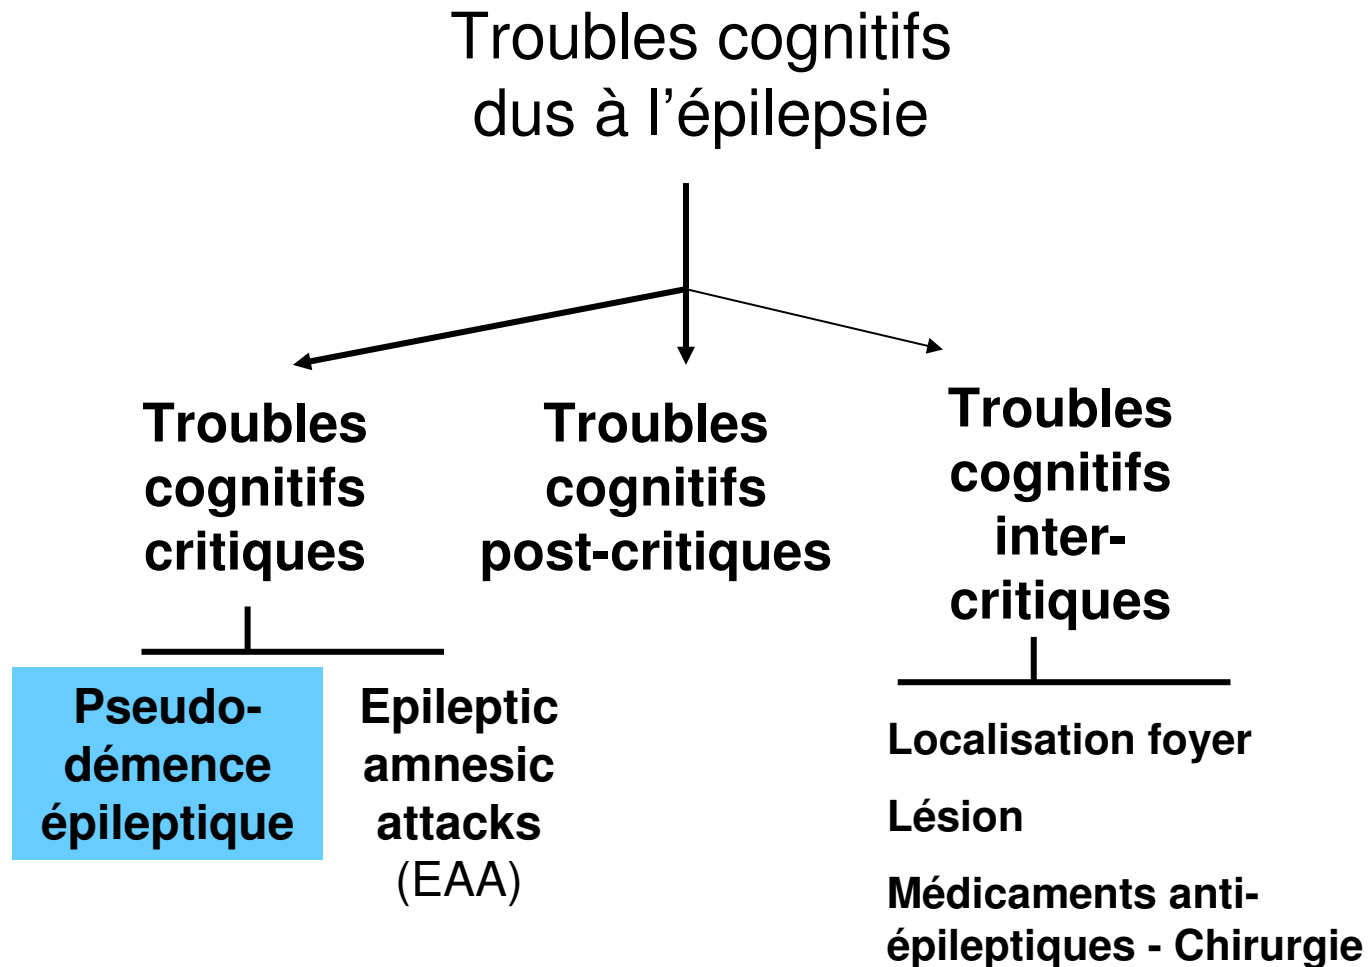 Troubles cognitifs
dus à l’épilepsie
Troubles
cognitifs
critiques
Troubles
cognitifs
post-critiques
Troubles
cognitifs
inter-
critiques
Pseudo-
démence
épileptique
Epileptic
amnesic
attacks
(EAA)
Localisation foyer
Lésion
Médicaments anti-
épileptiques - Chirurgie